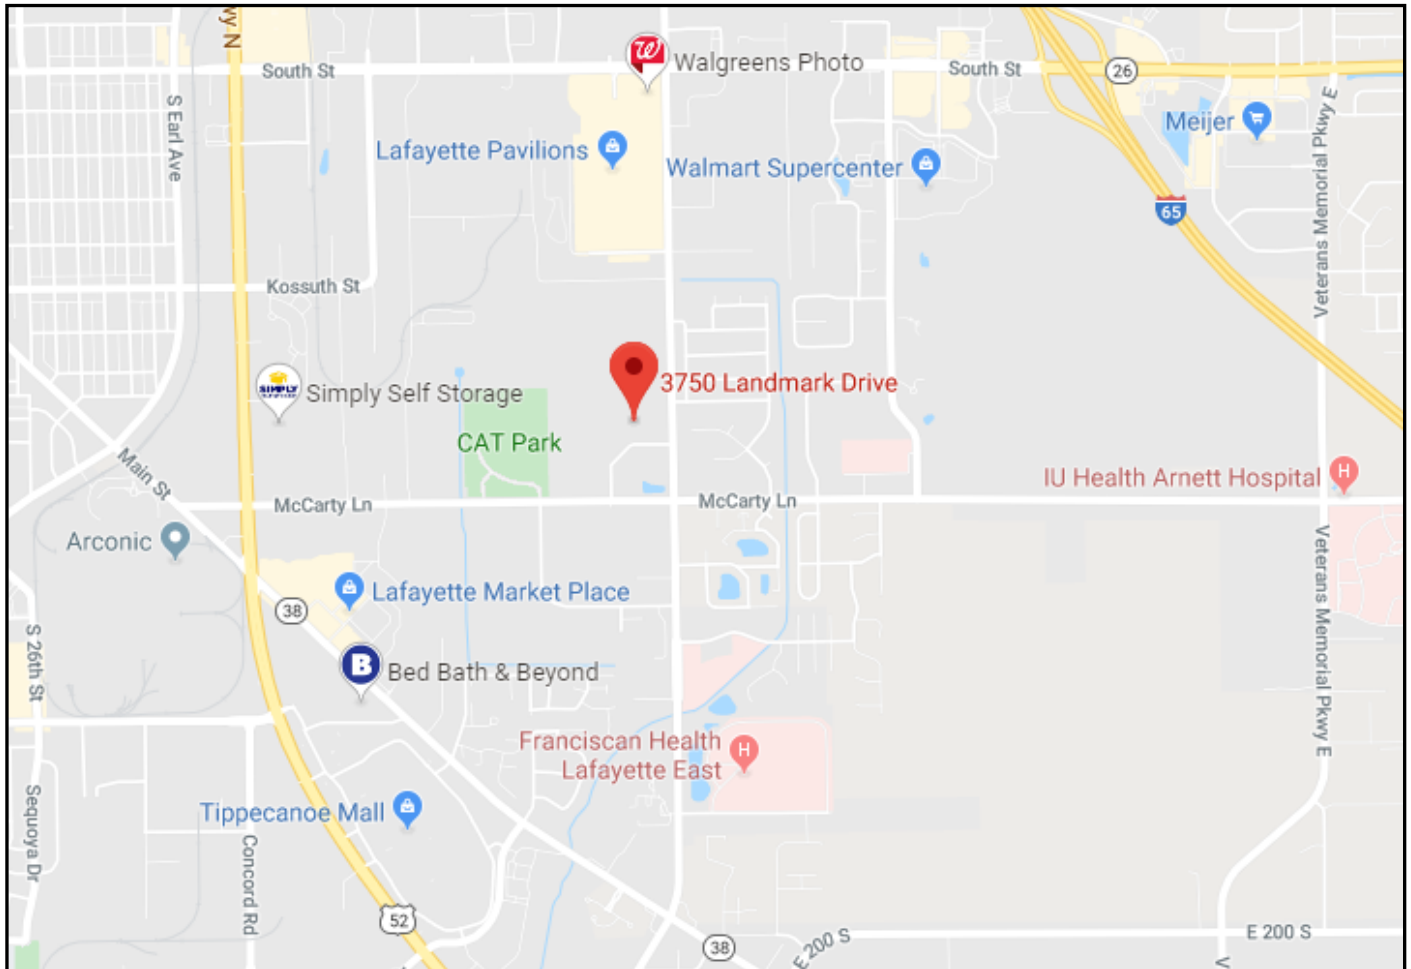 wy N
South St
Walgreens Photo
South St
26
S Earl Ave
Meijer
Veterans Memorial Pkwy E
Lafayette Pavilions
Walmart Supercenter
65
Kossuth St
SIMPLY
Simply Self Storage
3750 Landmark Drive
CAT Park
Main St
IU Health Arnett Hospital
H
McCarty Ln
McCarty Ln
Arconic
Lafayette Market Place
38
Veterans Memorial Pkwy E
S 26th St
B
Bed Bath & Beyond
Franciscan Health
Lafayette East
H
Tippecanoe Mall
Sequoya Dr
Concord Rd
52
38
E 200 S
E 200 S
V